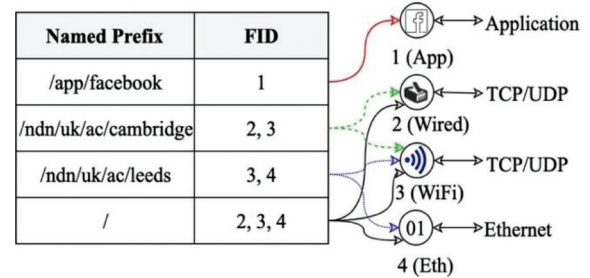 Named Prefix FID
/app/facebook 1
/ndn/uk/ac/cambridge 2, 3
/ndn/uk/ac/leeds 3, 4
/ 2, 3, 4
f Application
1 (App)
TCP/UDP
2 (Wired)
TCP/UDP
3 (WiFi)
01 Ethernet
4 (Eth)